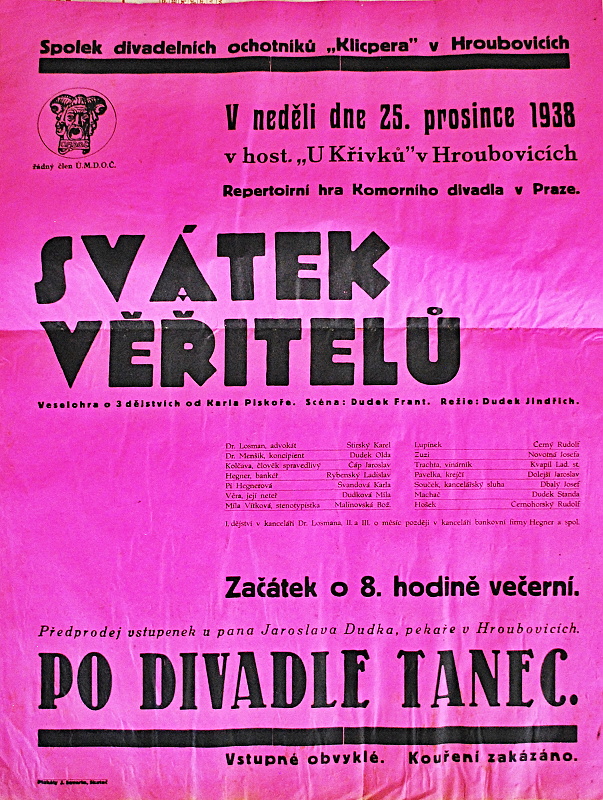 Spolek divadelních ochotníků „Klicpera" v Hroubovicích
řádný člen Ú.M.D.O.Č.
V neděli dne 25. prosince 1938
v host. „U Křivků" v Hroubovicích
Repertoirní hra Komorního divadla v Praze.
SVÁTEK
VĚŘITELŮ
Veselohra o 3 dějstvích od Karla Piskoře. Scéna: Dudek Frant. Režie: Dudek Jindřich.
Dr. Losman, advokát Stirský Karel Lupínek Černý Rudolf
Dr. Menšík, koncipient Dudek Olda Zuzi Novotná Josefa
Kolčava, člověk spravedlivý Čáp Jaroslav Trachta, vinárník Kvapil Lad. st.
Hegner, bankéř Rybenský Ladislav Pavelka, krejčí Dolejší Jaroslav
Pí Hegnerová Švandová Karla Souček, kancelářský sluha Dbalý Josef
Věra, její neteř Dudková Míla Machač Dudek Standa
Míla Vítková, stenotypistka Malinovská Bož. Hošek Černohorský Rudolf
I. dějství v kanceláři Dr. Losmana, II. a III. o měsíc později v kanceláři bankovní firmy Hegner a spol.
Začátek o 8. hodině večerní.
Předprodej vstupenek u pana Jaroslava Dudka, pekaře v Hroubovicích.
PO DIVADLE TANEC.
Vstupné obvyklé. Kouření zakázáno.
Plakáty J.